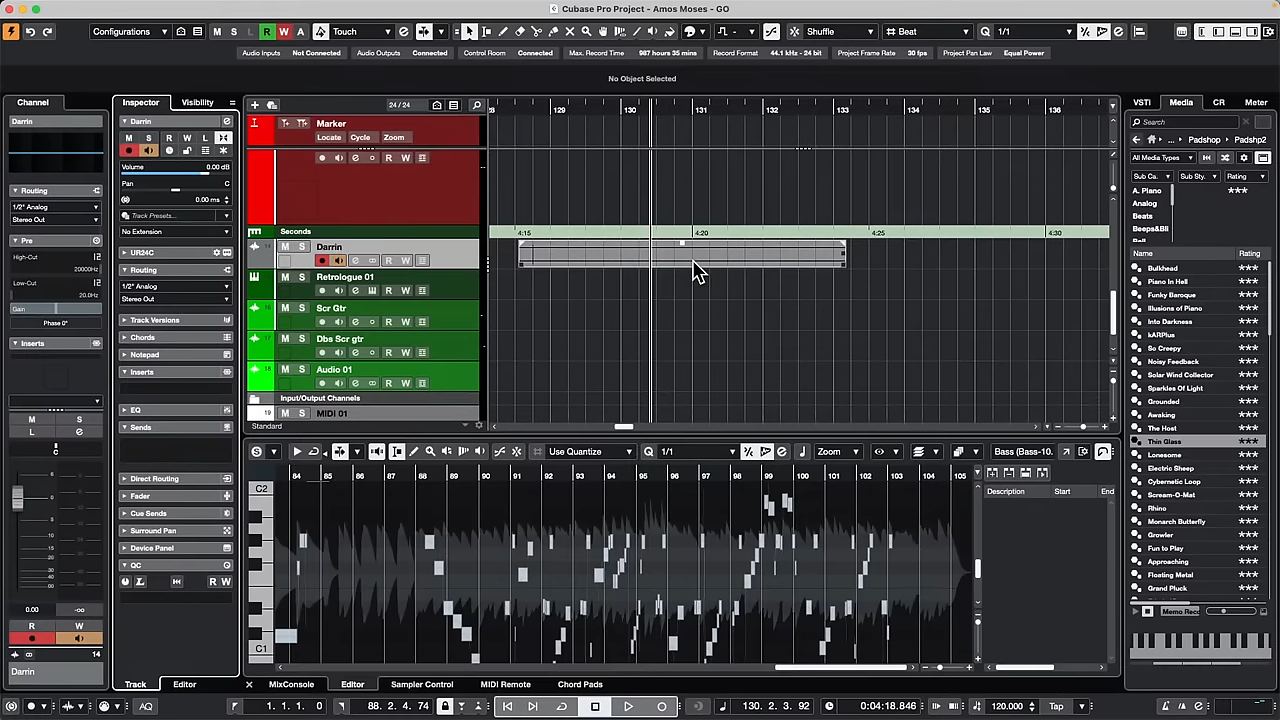 Cubase Pro Project - Amos Moses - GO
Configurations M S L R W A Touch Shuffle Beat Q 1/1
Audio Inputs Not Connected Audio Outputs Connected Control Room Connected Max. Record Time 987 hours 35 mins Record Format 44.1 kHz - 24 bit Project Frame Rate 30 fps Project Pan Law Equal Power
No Object Selected
Channel Inspector Visibility 24 / 24 129 130 131 132 133 134 135 136 VSTi Media CR Meter
Darrin Darrin Marker Search
Locate Cycle Zoom
M S R W L
... Padshop Padshp2
All Media Types
Volume 0.00 dB
Sub Ca. Sub Sty. Rating
Pan C
A. Piano ***
Routing 0.00 ms
Analog
1/2" Analog Track Presets...
Beats
Stereo Out No Extension Seconds 4:15 4:20 4:25 4:30
Beeps&Bli
Pre UR24C M S Darrin
Name Rating
High-Cut 20000Hz Routing R W
Bulkhead ***
Low-Cut 20.0Hz 1/2" Analog M S Retrologue 01
Piano In Hell ***
Gain Stereo Out R W
Funky Baroque ***
Phase 0° Track Versions M S Scr Gtr
Illusions of Piano ***
R W
Into Darkness ***
Inserts Chords M S Dbs Scr gtr
kARPlus ***
Notepad R W
So Creepy ***
Inserts M S Audio 01
Noisy Feedback ***
R W
Solar Wind Collector ***
Sparkles Of Light ***
Input/Output Channels
Grounded ***
EQ 19 M S MIDI 01
Awaking ***
M S Sends Standard
The Host ***
L
Thin Glass ***
C Use Quantize Q 1/1 Zoom Bass (Bass-10.
Lonesome ***
84 85 86 87 88 89 90 91 92 93 94 95 96 97 98 99 100 101 102 103 104 105
Electric Sheep ***
Direct Routing C2 Description Start End
Cybernetic Loop ***
Fader
Scream-O-Mat ***
Cue Sends
Rhino ***
Surround Pan
Monarch Butterfly ***
Device Panel
Growler ***
QC
Fun to Play ***
R W
Approaching ***
Floating Metal ***
Grand Pluck ***
0.00 -oo
Memo Rec
R W
C1
14
Darrin
Track Editor MixConsole Editor Sampler Control MIDI Remote Chord Pads
AQ 1. 1. 1. 0 88. 2. 4. 74 130. 2. 3. 92 0:04:18.846 120.000 Tap